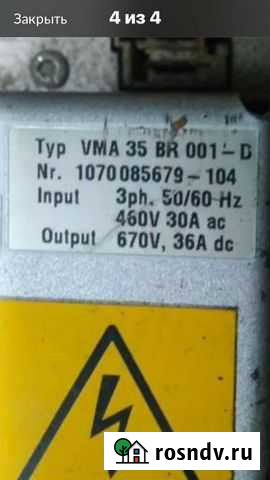 Закрыть
4 из 4
Typ VMA 35 BR 001-D
Nr. 1070085679-104
Input 3ph. 50/60 Hz
460V 30A ac
Output 670V, 36A dc
rosndv.ru